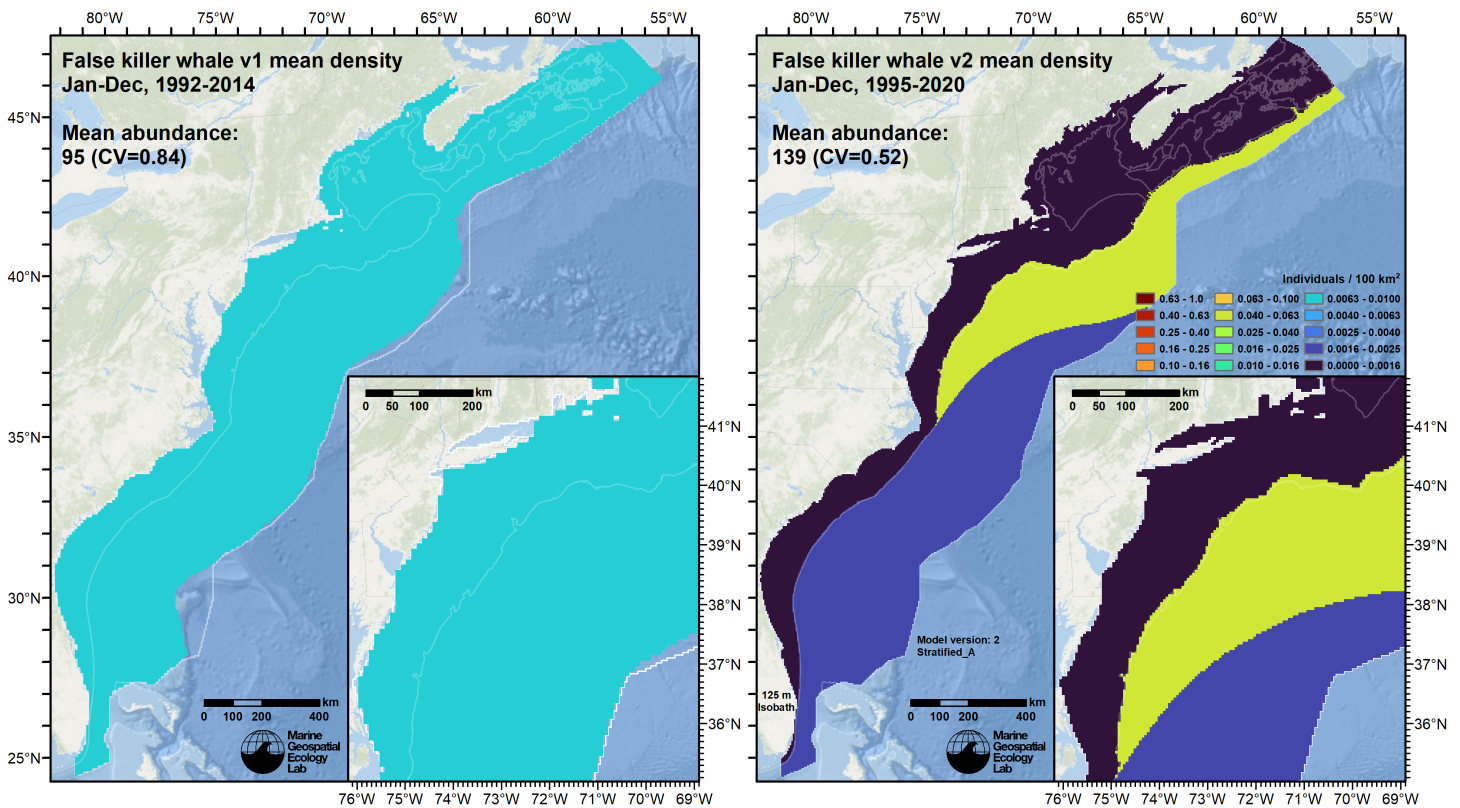 80°W 75°W 70°W 65°W 60°W 55°W
False killer whale v1 mean density
Jan-Dec, 1992-2014
Mean abundance:
95 (CV=0.84)
45°N
40°N
35°N
30°N
25°N
km
0 50 100 200
km
0 100 200 400
Marine
Geospatial
Ecology
Lab
76°W 75°W 74°W 73°W 72°W 71°W 70°W 69°W
41°N
40°N
39°N
38°N
37°N
36°N
80°W 75°W 70°W 65°W 60°W 55°W
False killer whale v2 mean density
Jan-Dec, 1995-2020
Mean abundance:
139 (CV=0.52)
Individuals / 100 km²
0.63 - 1.0 0.063 - 0.100 0.0063 - 0.0100
0.40 - 0.63 0.040 - 0.063 0.0040 - 0.0063
0.25 - 0.40 0.025 - 0.040 0.0025 - 0.0040
0.16 - 0.25 0.016 - 0.025 0.0016 - 0.0025
0.10 - 0.16 0.010 - 0.016 0.0000 - 0.0016
km
0 50 100 200
Model version: 2
Stratified_A
125 m
Isobath
km
0 100 200 400
Marine
Geospatial
Ecology
Lab
76°W 75°W 74°W 73°W 72°W 71°W 70°W 69°W
41°N
40°N
39°N
38°N
37°N
36°N